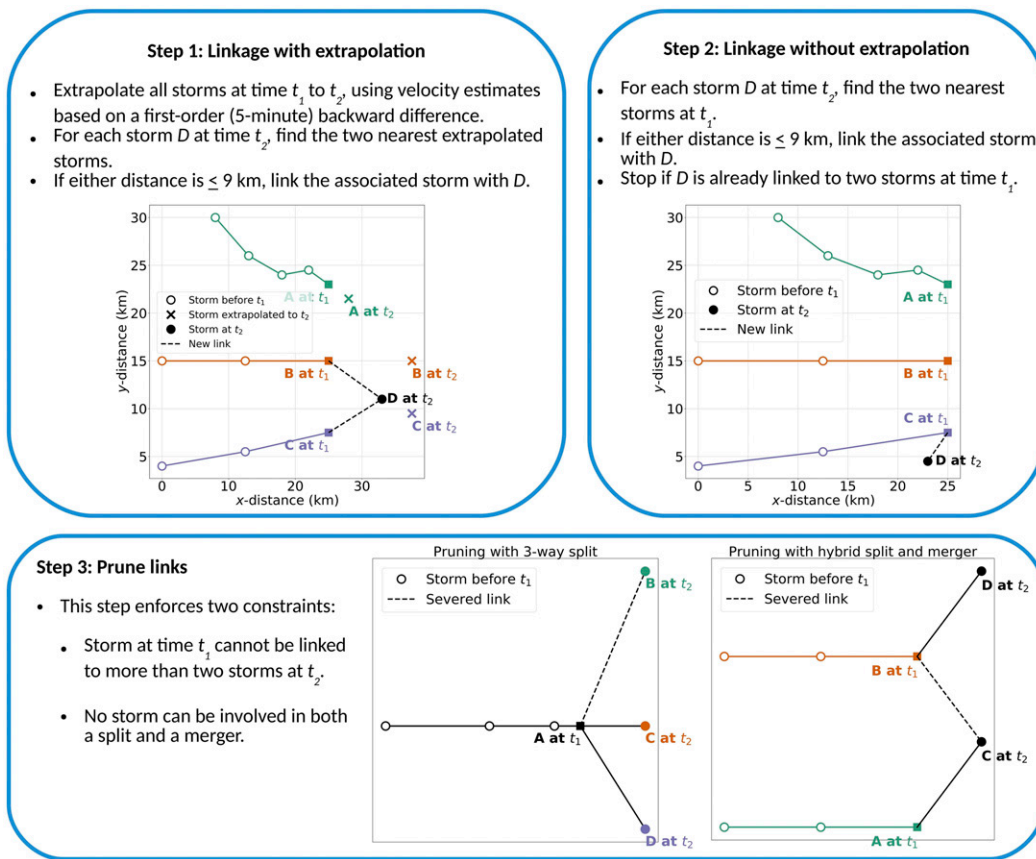 Step 1: Linkage with extrapolation
• Extrapolate all storms at time t1 to t2, using velocity estimates
based on a first-order (5-minute) backward difference.
• For each storm D at time t2, find the two nearest extrapolated
storms.
• If either distance is ≤ 9 km, link the associated storm with D.
30
25
20
15
10
5
y-distance (km)
A at t1
A at t2
Storm before t1
Storm extrapolated to t2
Storm at t2
New link
B at t1
B at t2
D at t2
C at t1
C at t2
0 10 20 30
x-distance (km)
Step 2: Linkage without extrapolation
• For each storm D at time t2, find the two nearest
storms at t1.
• If either distance is ≤ 9 km, link the associated storm
with D.
• Stop if D is already linked to two storms at time t1.
30
25
20
15
10
5
y-distance (km)
Storm before t1
Storm at t2
New link
A at t1
B at t1
C at t1
D at t2
0 5 10 15 20 25
x-distance (km)
Step 3: Prune links
• This step enforces two constraints:
• Storm at time t1 cannot be linked
to more than two storms at t2.
• No storm can be involved in both
a split and a merger.
Pruning with 3-way split
Storm before t1
Severed link
B at t2
A at t1
C at t2
D at t2
Pruning with hybrid split and merger
Storm before t1
Severed link
D at t2
B at t1
C at t2
A at t1